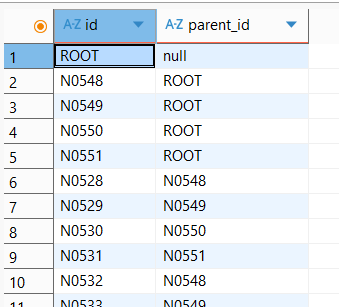 A-Z id A-Z parent_id
1 ROOT null
2 N0548 ROOT
3 N0549 ROOT
4 N0550 ROOT
5 N0551 ROOT
6 N0528 N0548
7 N0529 N0549
8 N0530 N0550
9 N0531 N0551
10 N0532 N0548
11 N0533 N0549